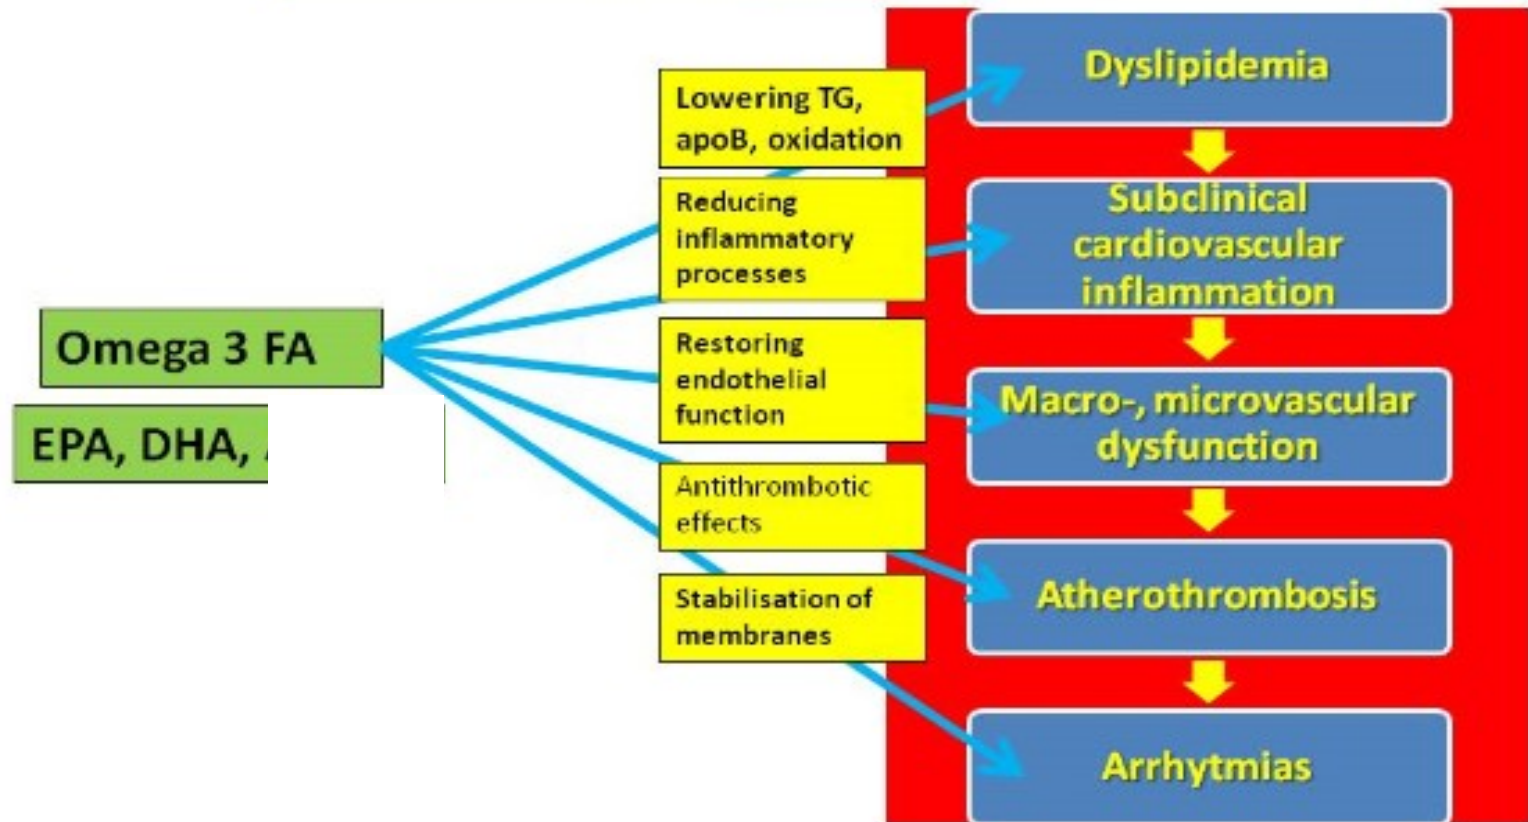 Omega 3 FA
EPA, DHA,
Lowering TG,
apoB, oxidation
Reducing
inflammatory
processes
Restoring
endothelial
function
Antithrombotic
effects
Stabilisation of
membranes
Dyslipidemia
Subclinical
cardiovascular
inflammation
Macro-, microvascular
dysfunction
Atherothrombosis
Arrhytmias